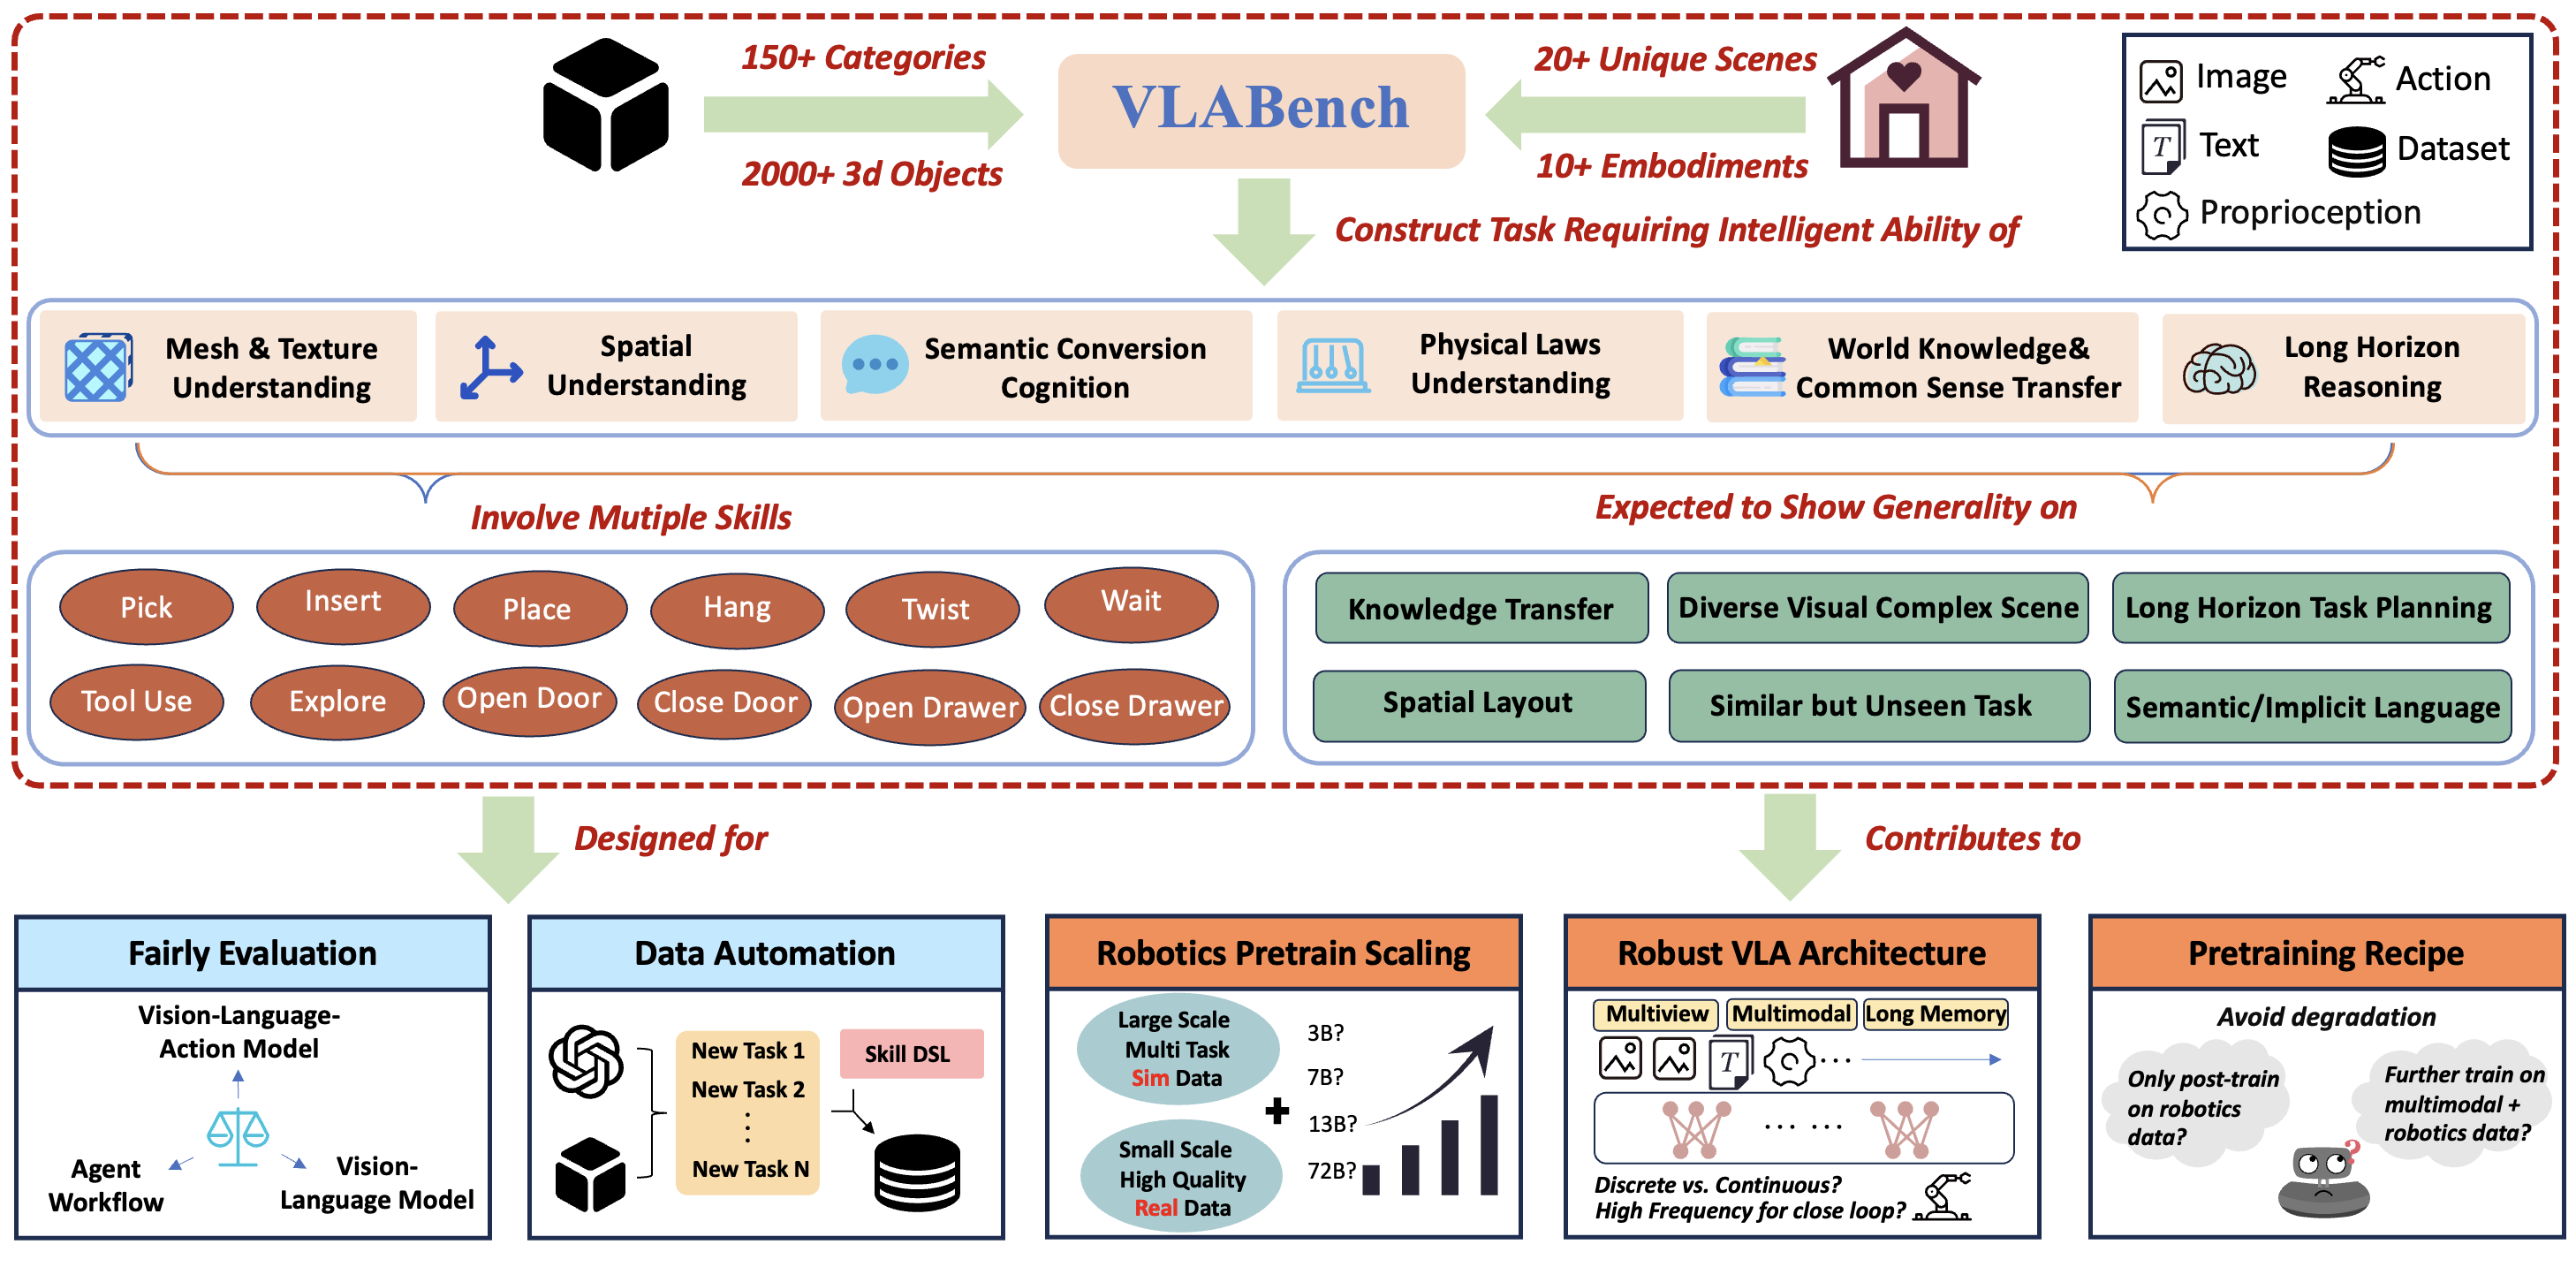 150+ Categories
2000+ 3d Objects
VLABench
20+ Unique Scenes
10+ Embodiments
Image
Action
Text
Dataset
Proprioception
Construct Task Requiring Intelligent Ability of
Mesh & Texture
Understanding
Spatial
Understanding
Semantic Conversion
Cognition
Physical Laws
Understanding
World Knowledge&
Common Sense Transfer
Long Horizon
Reasoning
Involve Mutiple Skills
Expected to Show Generality on
Pick
Insert
Place
Hang
Twist
Wait
Tool Use
Explore
Open Door
Close Door
Open Drawer
Close Drawer
Knowledge Transfer
Diverse Visual Complex Scene
Long Horizon Task Planning
Spatial Layout
Similar but Unseen Task
Semantic/Implicit Language
Designed for
Contributes to
Fairly Evaluation
Vision-Language-
Action Model
Agent
Workflow
Vision-
Language Model
Data Automation
New Task 1
New Task 2
New Task N
Skill DSL
Robotics Pretrain Scaling
Large Scale
Multi Task
Sim Data
+
Small Scale
High Quality
Real Data
3B?
7B?
13B?
72B?
Robust VLA Architecture
Multiview
Multimodal
Long Memory
T
...
... ...
Discrete vs. Continuous?
High Frequency for close loop?
Pretraining Recipe
Avoid degradation
Only post-train
on robotics
data?
Further train on
multimodal +
robotics data?
?